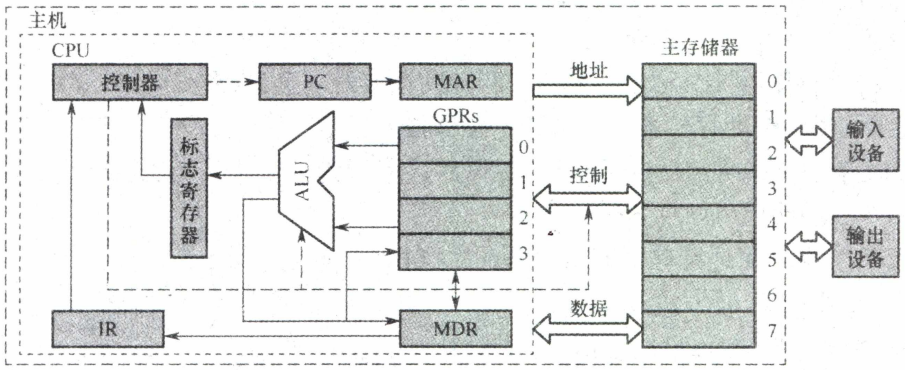 主机
CPU
控制器
PC
MAR
地址
主存储器
0
1
2
3
4
5
6
7
输入
设备
输出
设备
GPRs
0
1
2
3
标志寄存器
ALU
控制
IR
MDR
数据